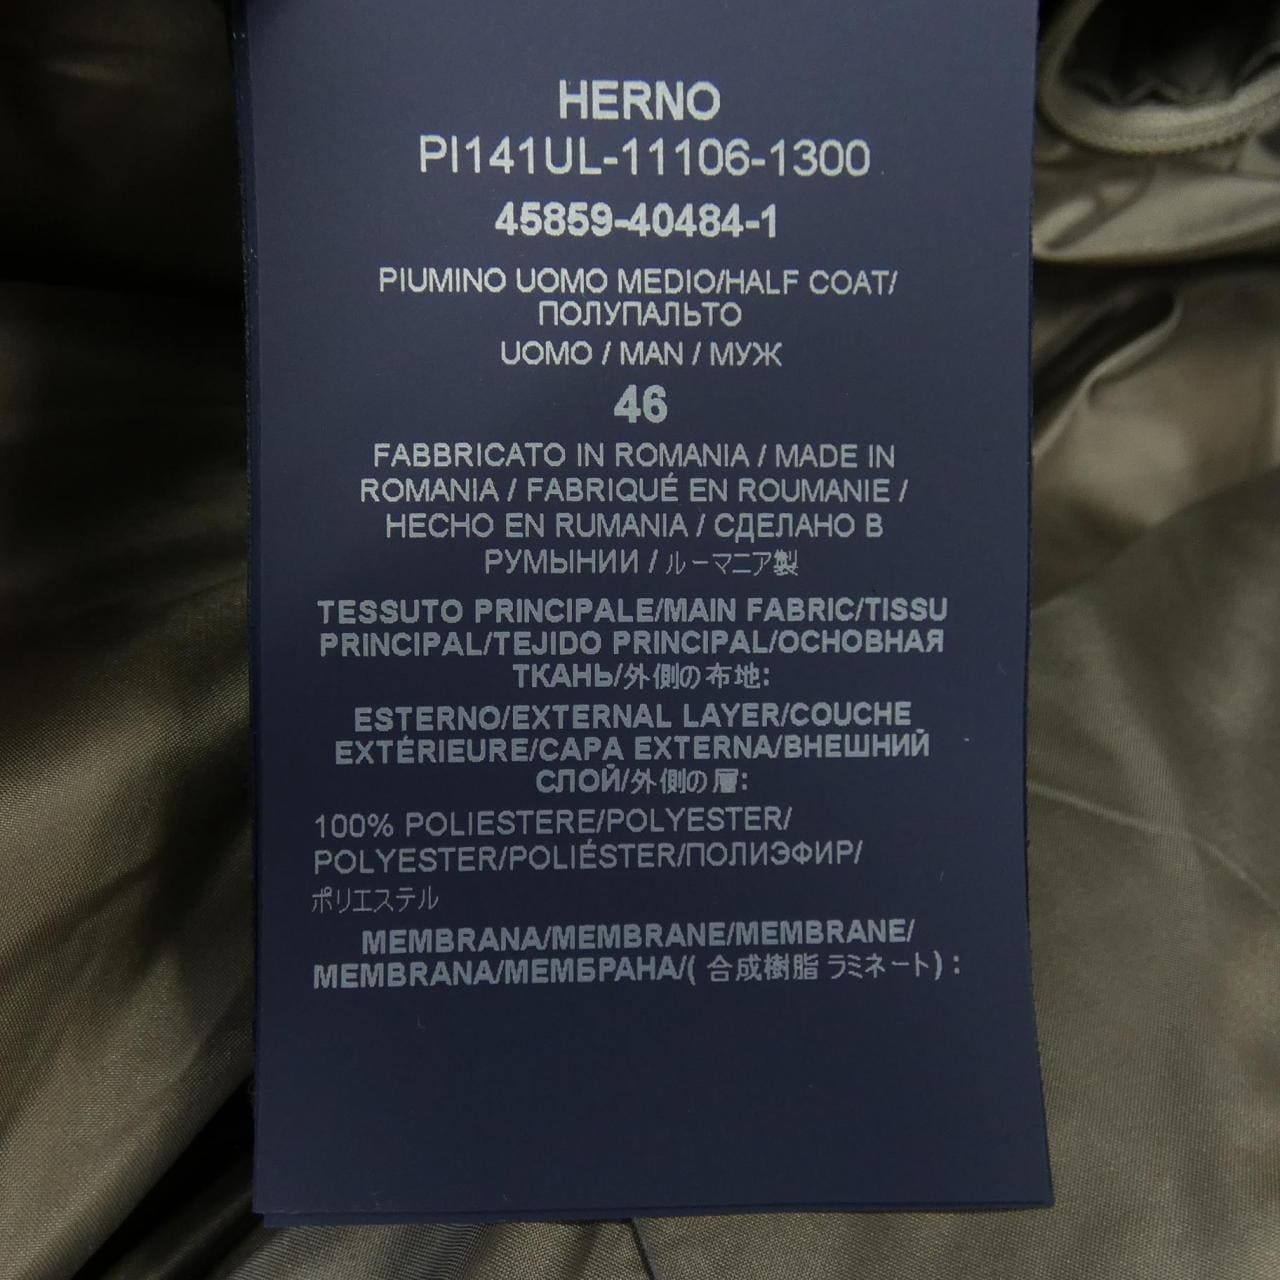 HERNO
PI141UL-11106-1300
45859-40484-1
PIUMINO UOMO MEDIO/HALF COAT/
ПОЛУПАЛЬТО
UOMO / MAN / МУЖ
46
FABBRICATO IN ROMANIA / MADE IN
ROMANIA / FABRIQUÉ EN ROUMANIE /
HECHO EN RUMANIA / СДЕЛАНО В
РУМЫНИИ / ルーマニア製
TESSUTO PRINCIPALE/MAIN FABRIC/TISSU
PRINCIPAL/TEJIDO PRINCIPAL/ОСНОВНАЯ
ТКАНЬ/外側の布地:
ESTERNO/EXTERNAL LAYER/COUCHE
EXTÉRIEURE/CAPA EXTERNA/ВНЕШНИЙ
СЛОЙ/外側の層:
100% POLIESTERE/POLYESTER/
POLYESTER/POLIÉSTER/ПОЛИЭФИР/
ポリエステル
MEMBRANA/MEMBRANE/MEMBRANE/
MEMBRANA/МЕМБРАНА/( 合成樹脂 ラミネート) :